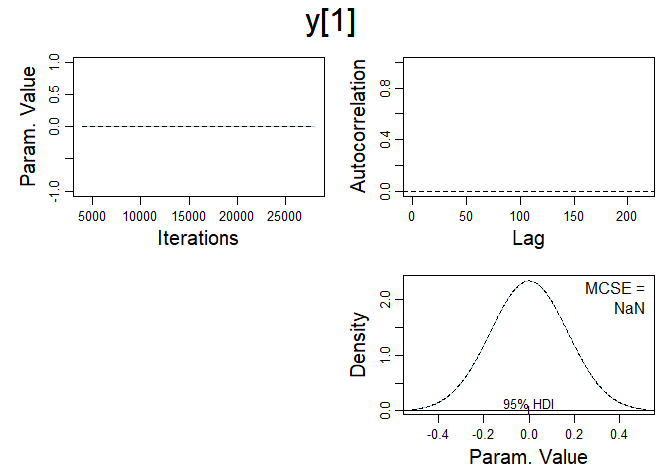 y[1]
Param. Value
1.0
0.5
0.0
-1.0
5000 10000 15000 20000 25000
Iterations
Autocorrelation
0.8
0.4
0.0
0 50 100 150 200
Lag
Density
2.0
1.0
0.0
MCSE =
NaN
95% HDI
-0.4 -0.2 0.0 0.2 0.4
Param. Value